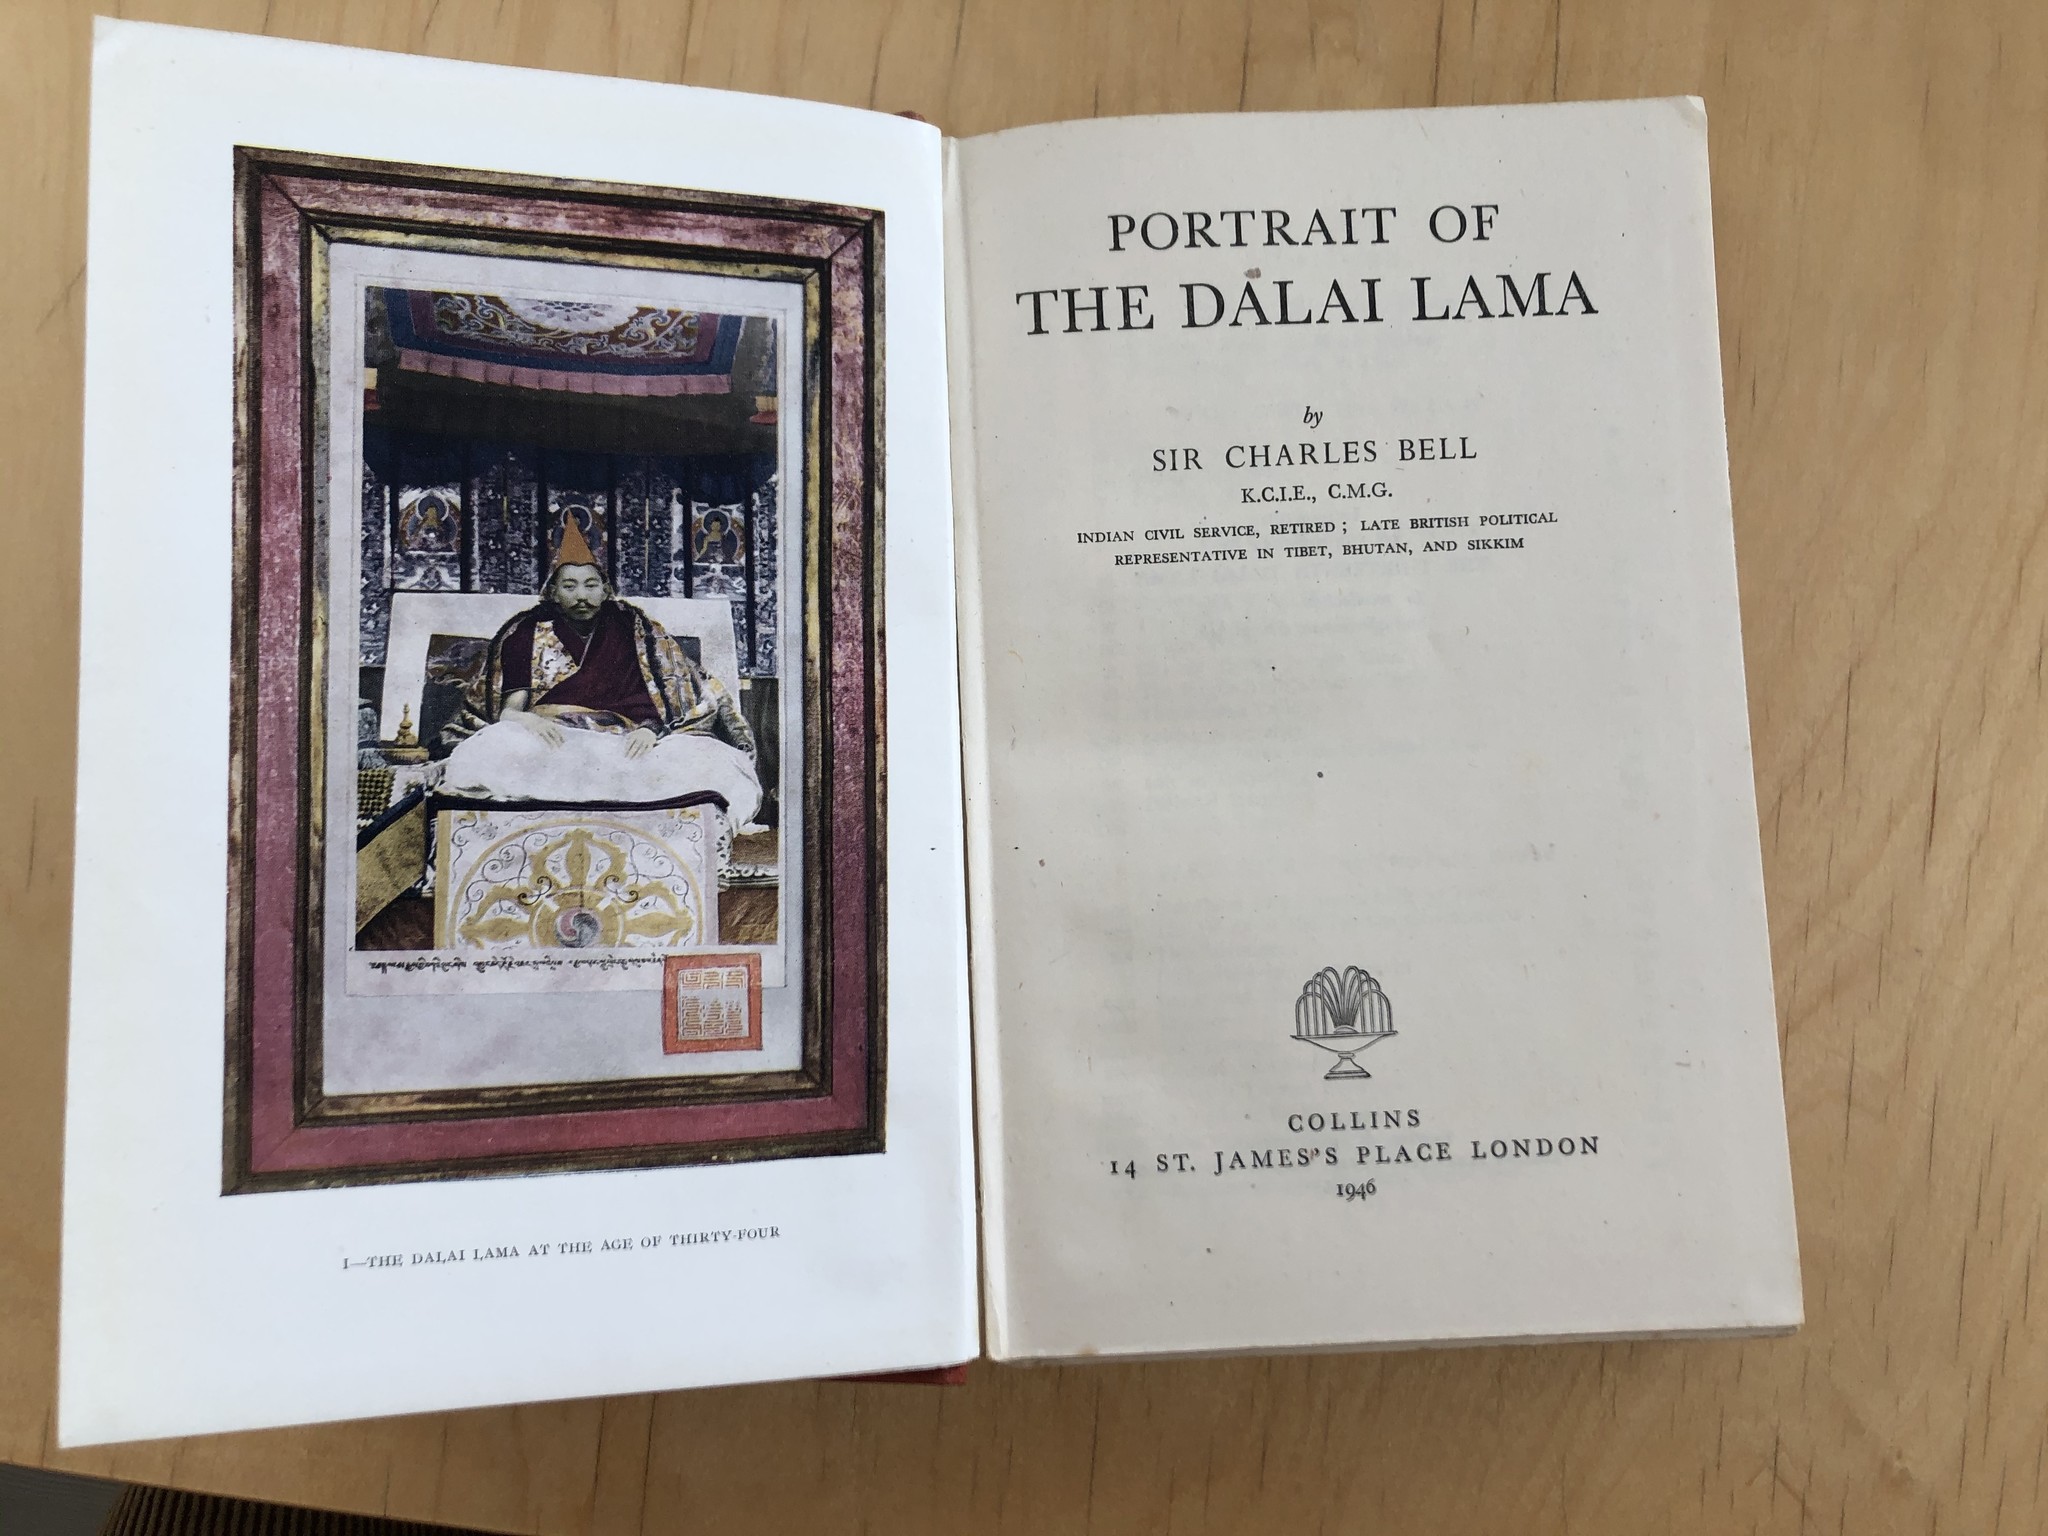 I—THE DALAI LAMA AT THE AGE OF THIRTY-FOUR
PORTRAIT OF
THE DALAI LAMA
by
SIR CHARLES BELL
K.C.I.E., C.M.G.
INDIAN CIVIL SERVICE, RETIRED ; LATE BRITISH POLITICAL
REPRESENTATIVE IN TIBET, BHUTAN, AND SIKKIM
COLLINS
14 ST. JAMES'S PLACE LONDON
1946